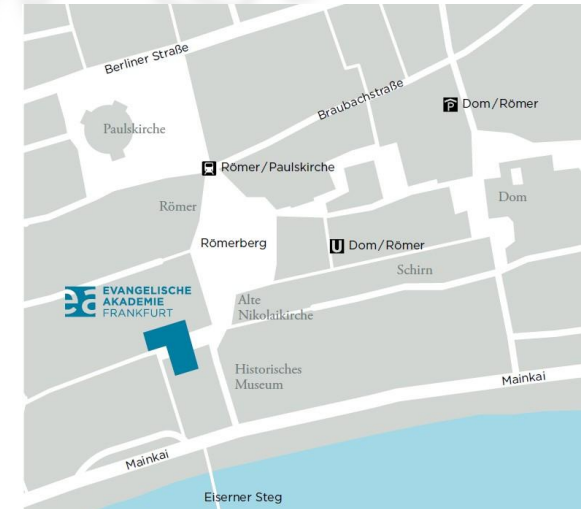 Berliner Straße
Braubachstraße
Dom/Römer
Paulskirche
Römer/Paulskirche
Römer
Dom
Römerberg
U Dom/Römer
Schirn
EVANGELISCHE
AKADEMIE
FRANKFURT
Alte
Nikolaikirche
Historisches
Museum
Mainkai
Mainkai
Eiserner Steg